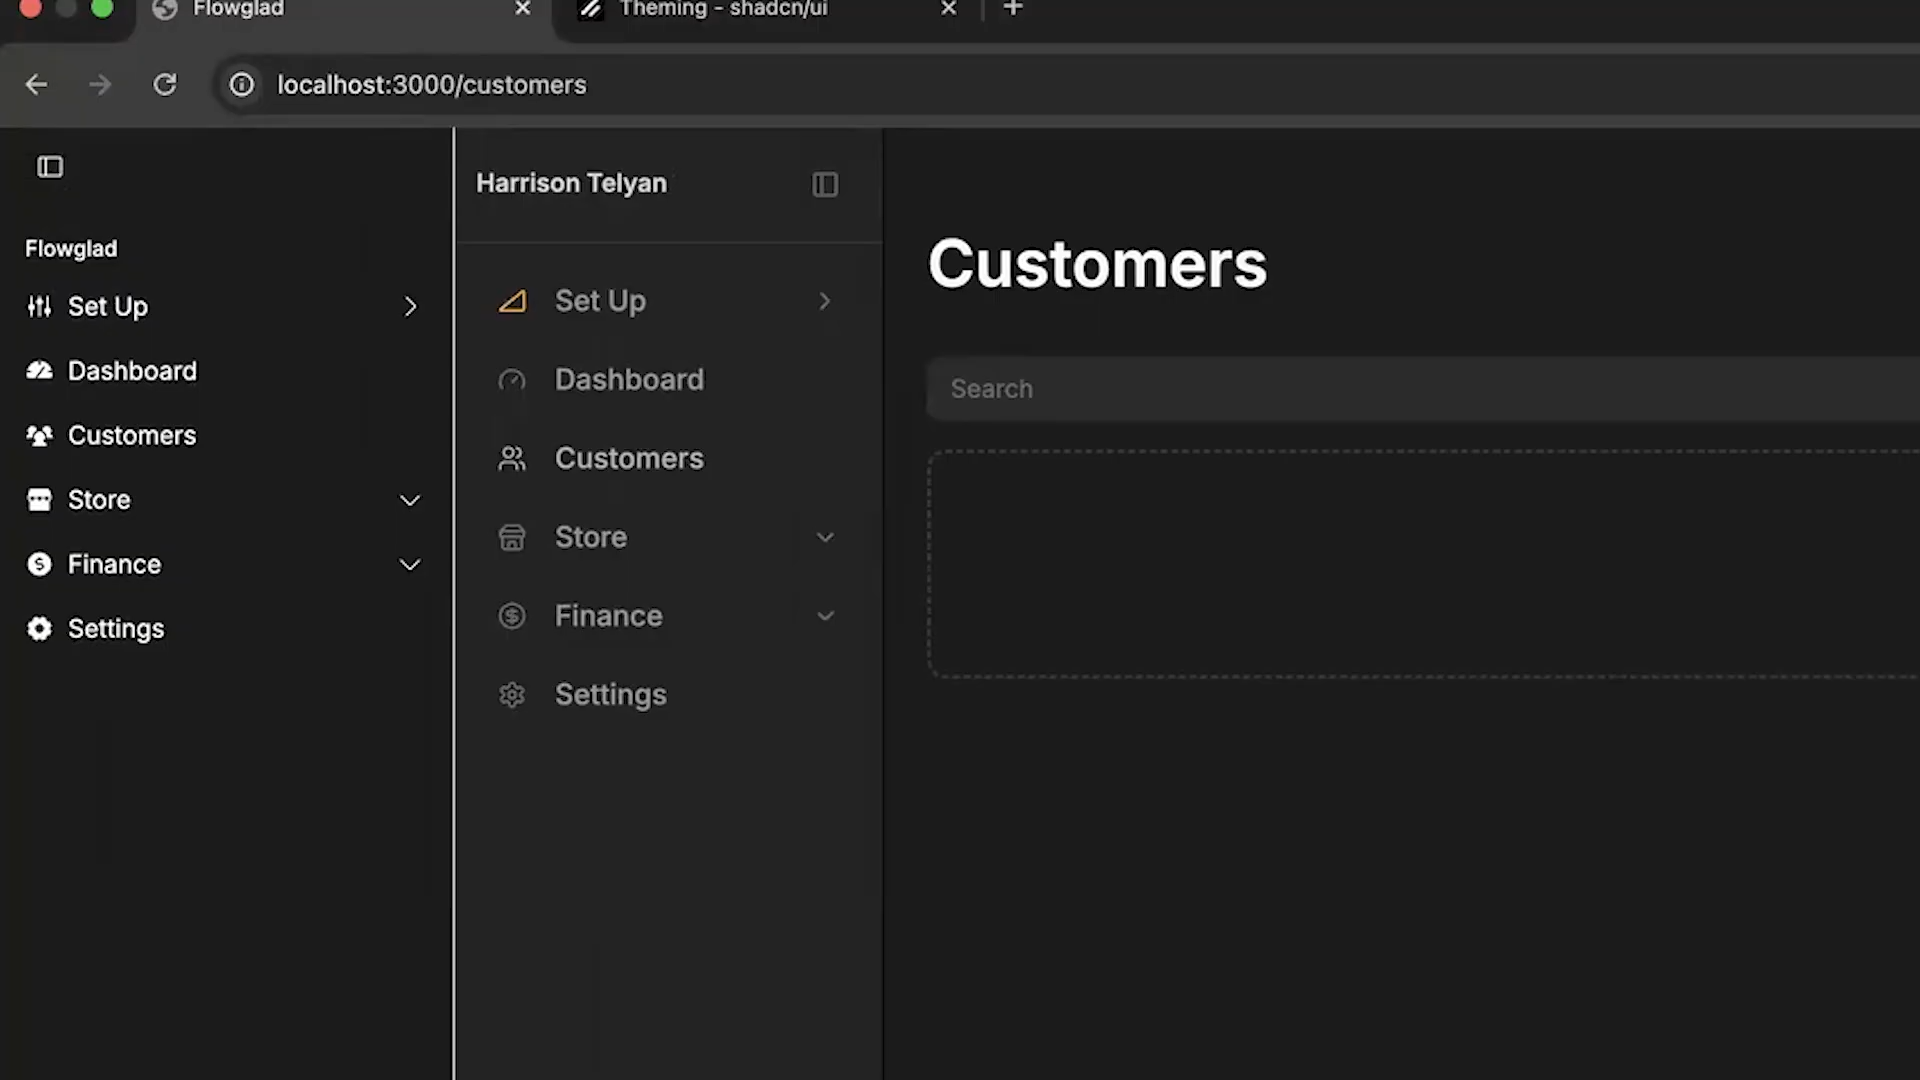 Flowglad
Theming - shadcn/ui
localhost:3000/customers
Flowglad
Set Up
Dashboard
Customers
Store
Finance
Settings
Harrison Telyan
Set Up
Dashboard
Customers
Store
Finance
Settings
Customers
Search